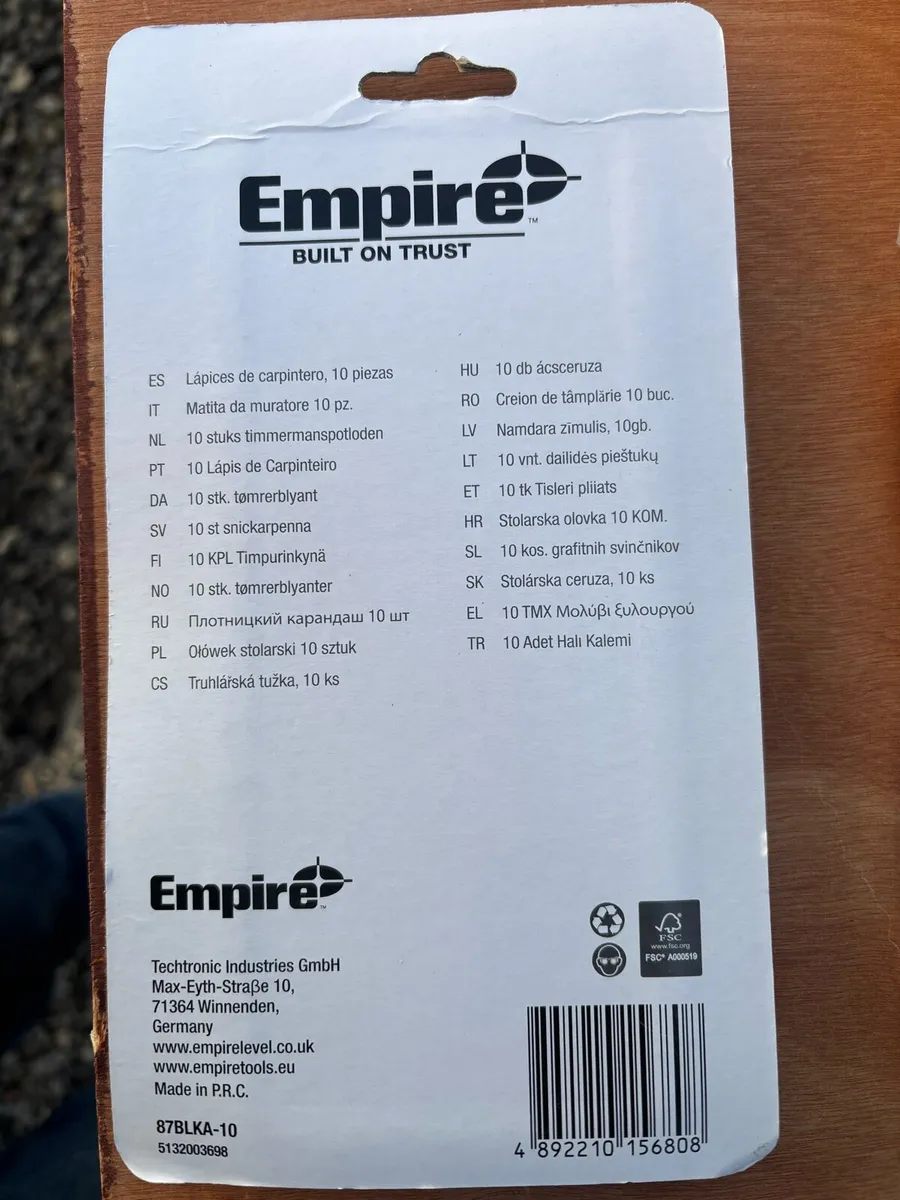 Empire™
BUILT ON TRUST
ES Lápices de carpintero, 10 piezas
IT Matita da muratore 10 pz.
NL 10 stuks timmermanspotloden
PT 10 Lápis de Carpinteiro
DA 10 stk. tømrerblyant
SV 10 st snickarpenna
FI 10 KPL Timpurinkynä
NO 10 stk. tømrerblyanter
RU Плотницкий карандаш 10 шт
PL Ołówek stolarski 10 sztuk
CS Truhlářská tužka, 10 ks
HU 10 db ácsceruza
RO Creion de tâmplărie 10 buc.
LV Namdara zīmulis, 10gb.
LT 10 vnt. dailidės pieštukų
ET 10 tk Tisleri pliiats
HR Stolarska olovka 10 KOM.
SL 10 kos. grafitnih svinčnikov
SK Stolárska ceruza, 10 ks
EL 10 ΤΜΧ Μολύβι ξυλουργού
TR 10 Adet Halı Kalemi
Empire™
Techtronic Industries GmbH
Max-Eyth-Straβe 10,
71364 Winnenden,
Germany
www.empirelevel.co.uk
www.empiretools.eu
Made in P.R.C.
87BLKA-10
5132003698
FSC
www.fsc.org
FSC® A000519
4 892210 156808